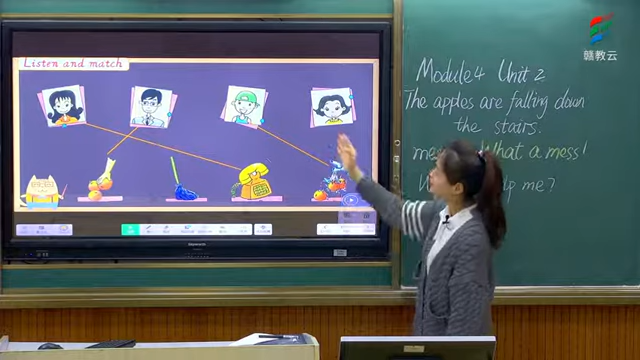 Listen and match
赣教云
Module 4 Unit 2
The apples are falling down
the stairs.
What a mess!
me?